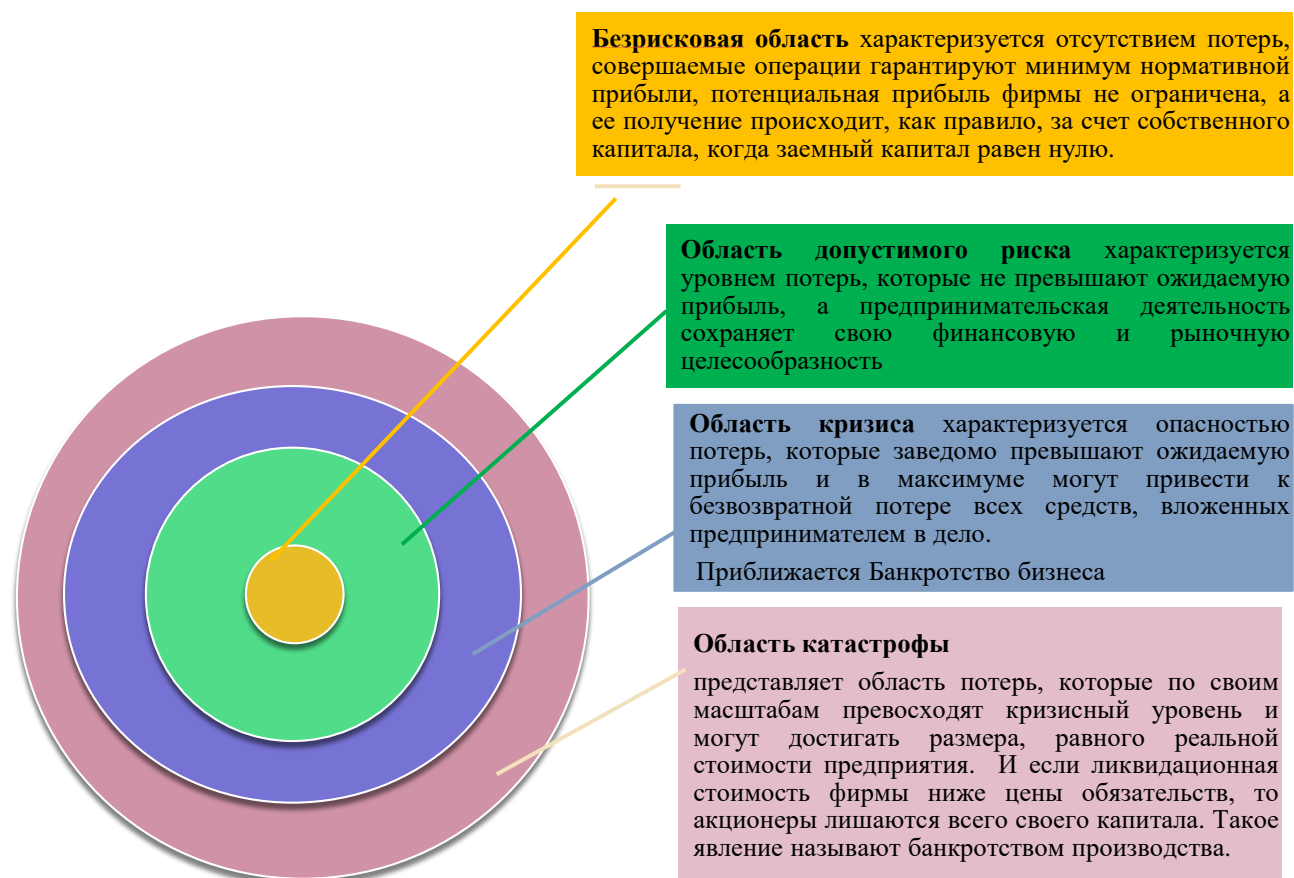 Безрисковая область характеризуется отсутствием потерь,
совершаемые операции гарантируют минимум нормативной
прибыли, потенциальная прибыль фирмы не ограничена, а
ее получение происходит, как правило, за счет собственного
капитала, когда заемный капитал равен нулю.
Область допустимого риска характеризуется
уровнем потерь, которые не превышают ожидаемую
прибыль, а предпринимательская деятельность
сохраняет свою финансовую и рыночную
целесообразность
Область кризиса характеризуется опасностью
потерь, которые заведомо превышают ожидаемую
прибыль и в максимуме могут привести к
безвозвратной потере всех средств, вложенных
предпринимателем в дело.
Приближается Банкротство бизнеса
Область катастрофы
представляет область потерь, которые по своим
масштабам превосходят кризисный уровень и
могут достигать размера, равного реальной
стоимости предприятия. И если ликвидационная
стоимость фирмы ниже цены обязательств, то
акционеры лишаются всего своего капитала. Такое
явление называют банкротством производства.